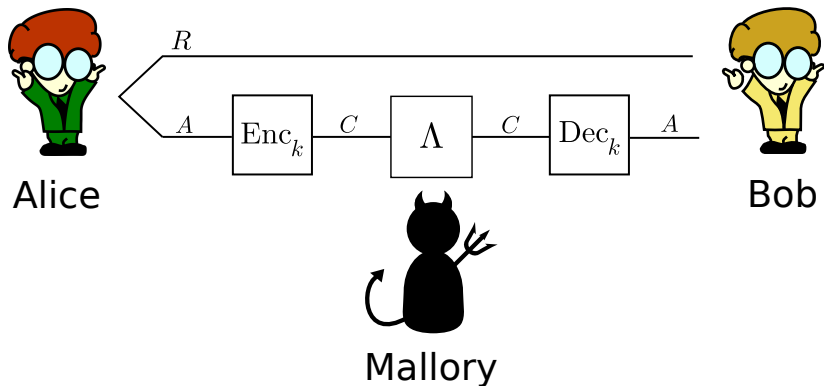 R
A Enc_k C Λ C Dec_k A
Alice
Bob
Mallory